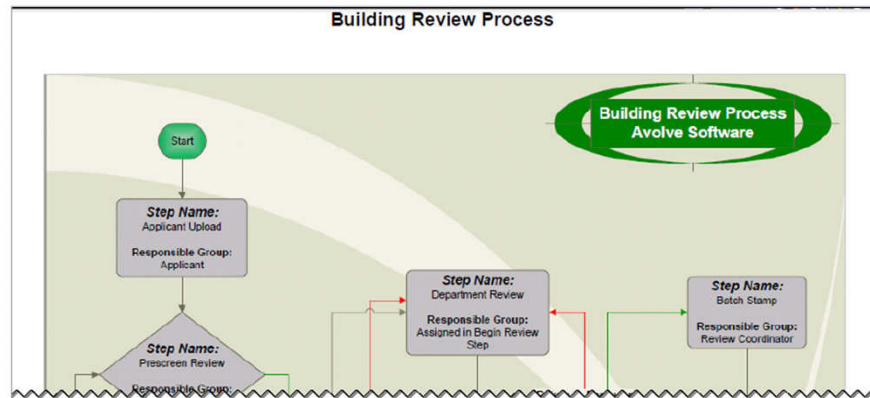 Building Review Process
Building Review Process
Avolve Software
Start
Step Name:
Applicant Upload
Responsible Group:
Applicant
Step Name:
Department Review
Responsible Group:
Assigned in Begin Review
Step
Step Name:
Batch Stamp
Responsible Group:
Review Coordinator
Step Name:
Prescreen Review
Responsible Group: